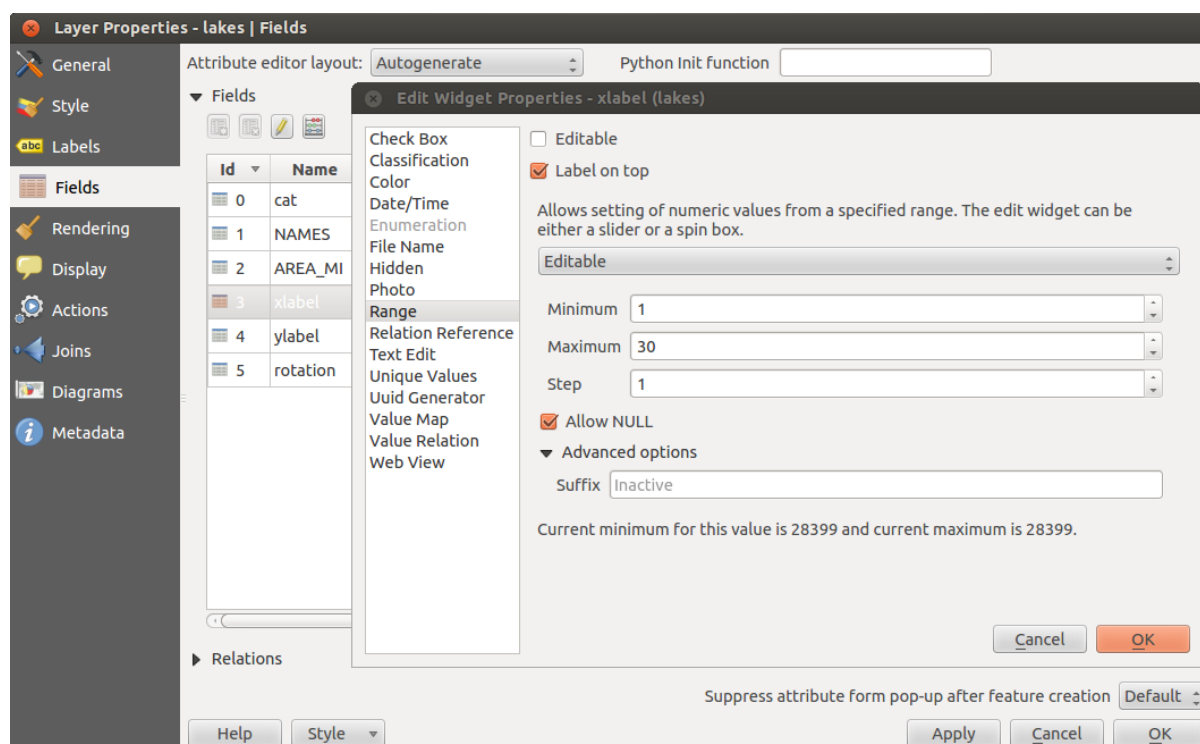 Layer Properties - lakes | Fields
General
Style
abc Labels
Fields
Rendering
Display
Actions
Joins
Diagrams
Metadata
Attribute editor layout: Autogenerate Python Init function
Fields
Id Name
0 cat
1 NAMES
2 AREA_MI
3 xlabel
4 ylabel
5 rotation
Relations
Edit Widget Properties - xlabel (lakes)
Check Box
Classification
Color
Date/Time
Enumeration
File Name
Hidden
Photo
Range
Relation Reference
Text Edit
Unique Values
Uuid Generator
Value Map
Value Relation
Web View
Editable
Label on top
Allows setting of numeric values from a specified range. The edit widget can be
either a slider or a spin box.
Editable
Minimum 1
Maximum 30
Step 1
Allow NULL
Advanced options
Suffix Inactive
Current minimum for this value is 28399 and current maximum is 28399.
Cancel OK
Suppress attribute form pop-up after feature creation Default
Help Style Apply Cancel OK